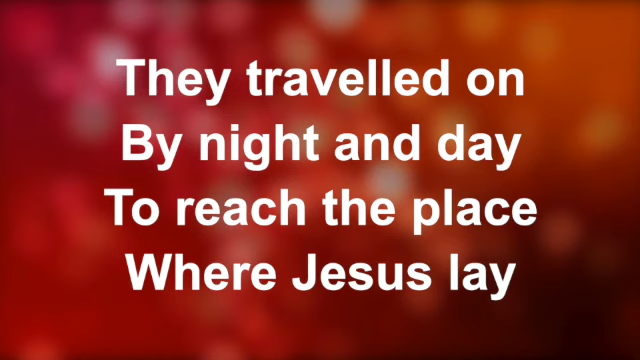 They travelled on
By night and day
To reach the place
Where Jesus lay